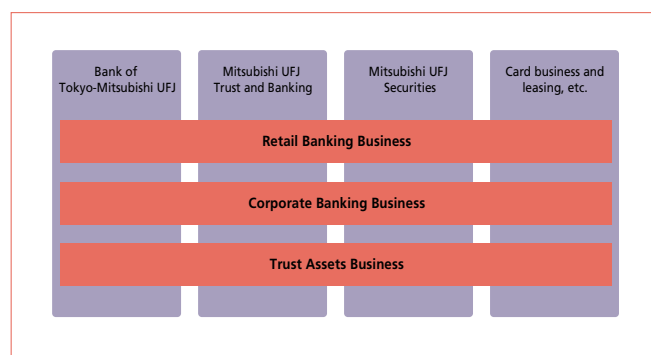 Bank of
Tokyo-Mitsubishi UFJ
Mitsubishi UFJ
Trust and Banking
Mitsubishi UFJ
Securities
Card business and
leasing, etc.
Retail Banking Business
Corporate Banking Business
Trust Assets Business